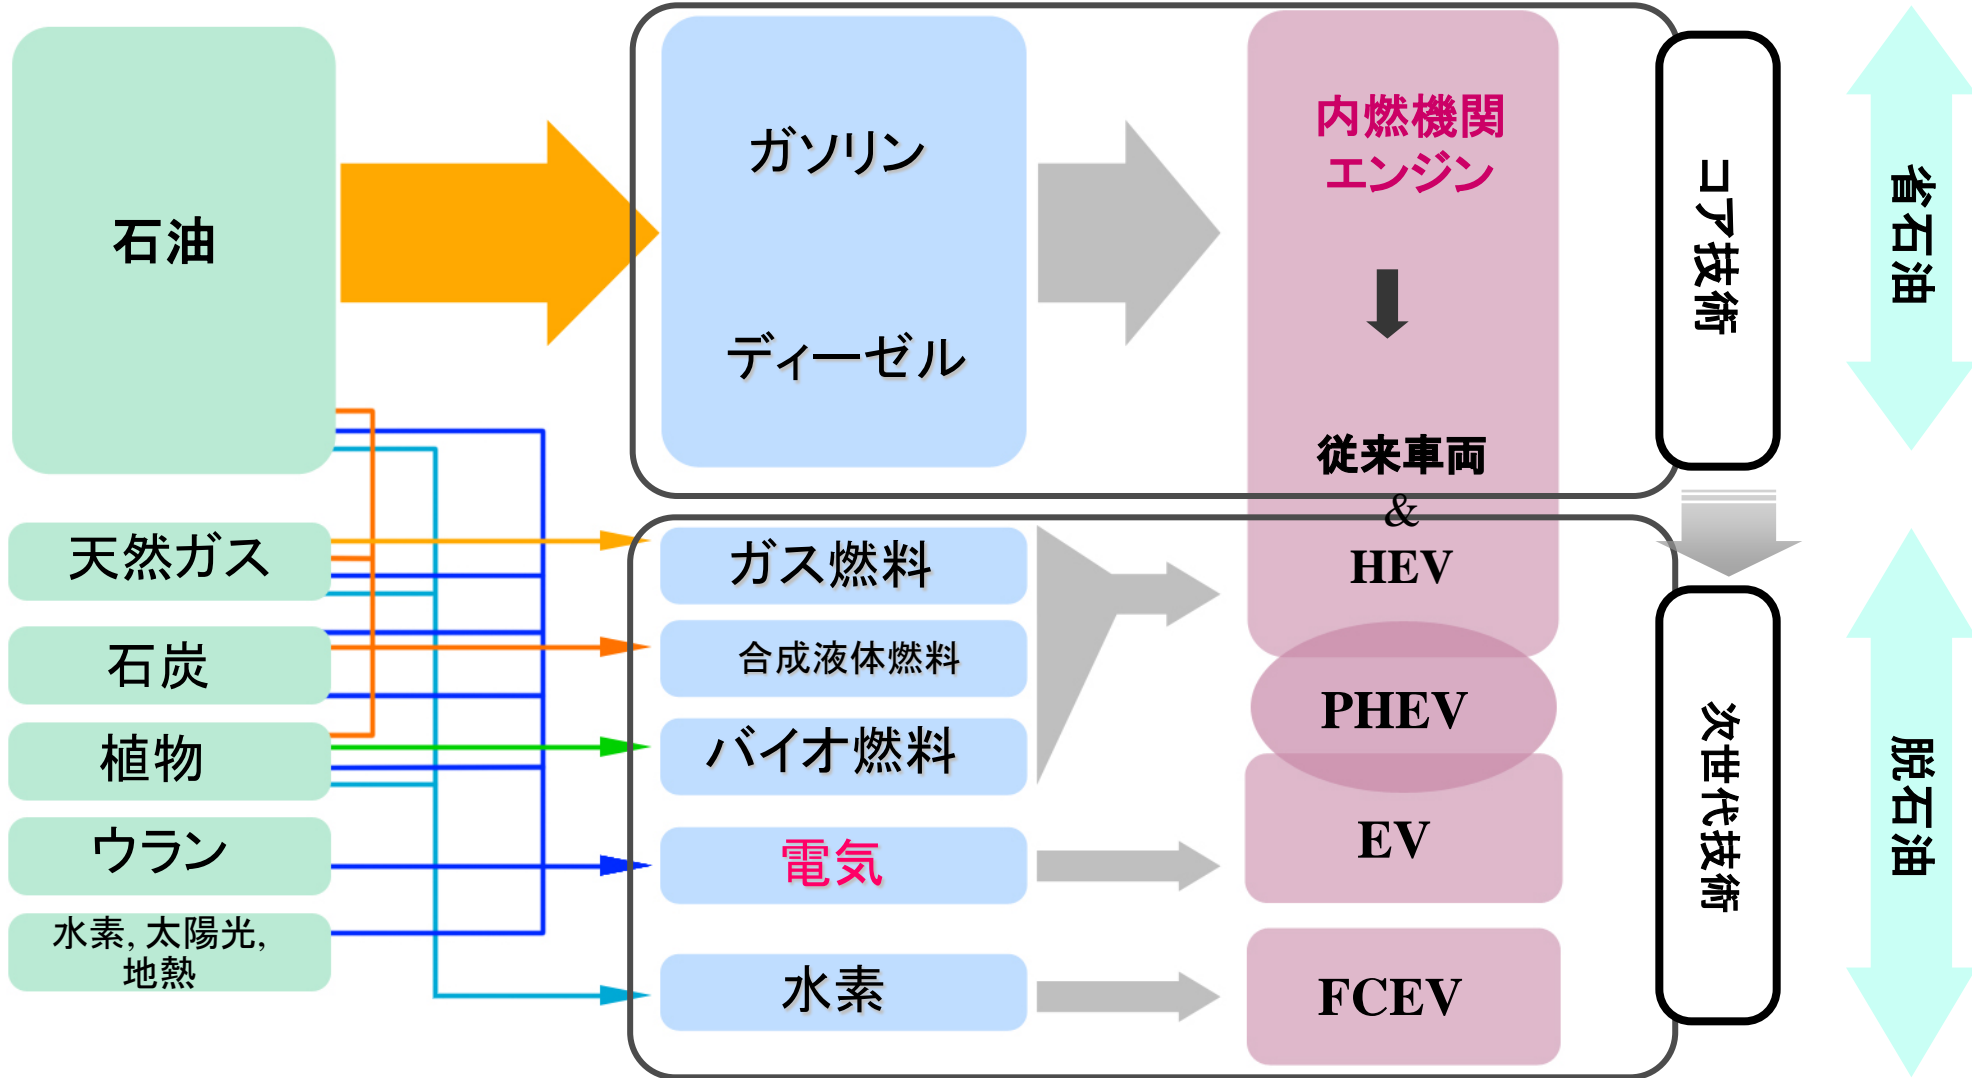 石油
天然ガス
石炭
植物
ウラン
水素, 太陽光,
地熱
ガソリン
ディーゼル
ガス燃料
合成液体燃料
バイオ燃料
電気
水素
内燃機関
エンジン
従来車両
&
HEV
PHEV
EV
FCEV
コア技術
次世代技術
省石油
脱石油